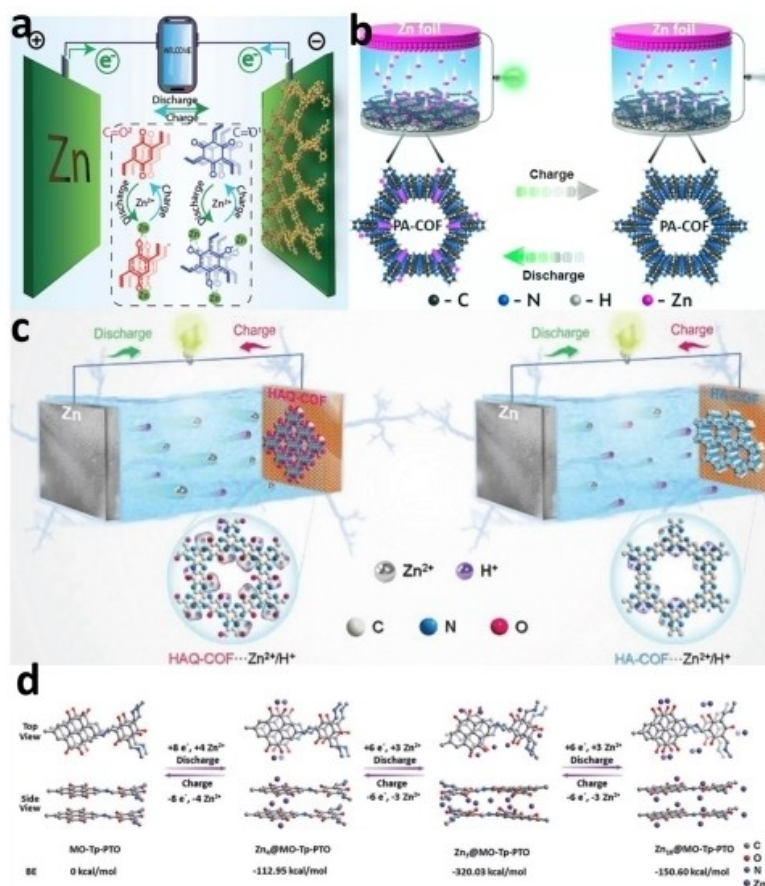 a
+
-
e⁻
WELCOME
e⁻
Discharge
Charge
Zn
C=O²
C=O¹
Discharge
Zn²⁺
Charge
Discharge
Zn²⁺
Charge
Zn
Zn
Zn
Zn
b
Zn foil
Zn foil
Charge
PA-COF
PA-COF
Discharge
- C
- N
- H
- Zn
c
Discharge
Charge
Zn
HAQ-COF
Discharge
Charge
Zn
HA-COF
Zn²⁺
H⁺
C
N
O
HAQ-COF···Zn²⁺/H⁺
HA-COF···Zn²⁺/H⁺
d
Top
View
+8 e⁻, +4 Zn²⁺
Discharge
Charge
-8 e⁻, -4 Zn²⁺
+6 e⁻, +3 Zn²⁺
Discharge
Charge
-6 e⁻, -3 Zn²⁺
+6 e⁻, +3 Zn²⁺
Discharge
Charge
-6 e⁻, -3 Zn²⁺
Side
View
MO-Tp-PTO
Zn₄@MO-Tp-PTO
Zn₇@MO-Tp-PTO
Zn₁₀@MO-Tp-PTO
BE
0 kcal/mol
-112.95 kcal/mol
-320.03 kcal/mol
-150.60 kcal/mol
C
O
N
Zn